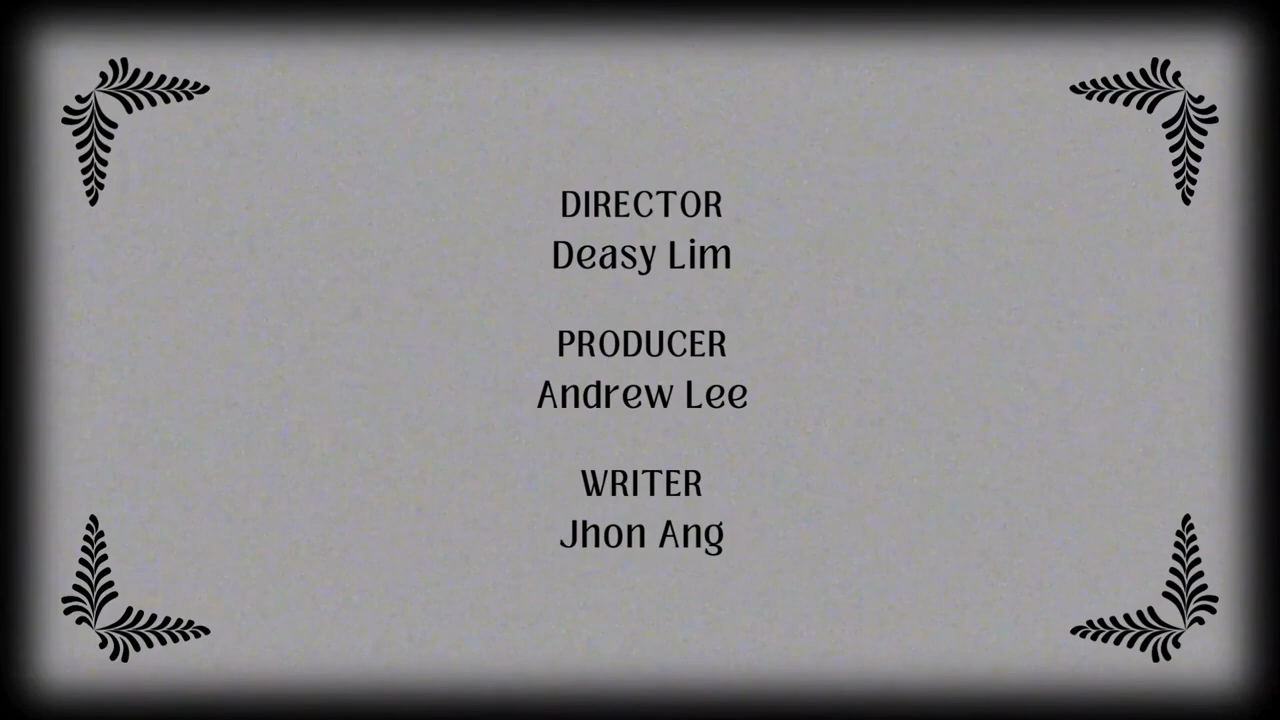 DIRECTOR
Deasy Lim
PRODUCER
Andrew Lee
WRITER
Jhon Ang